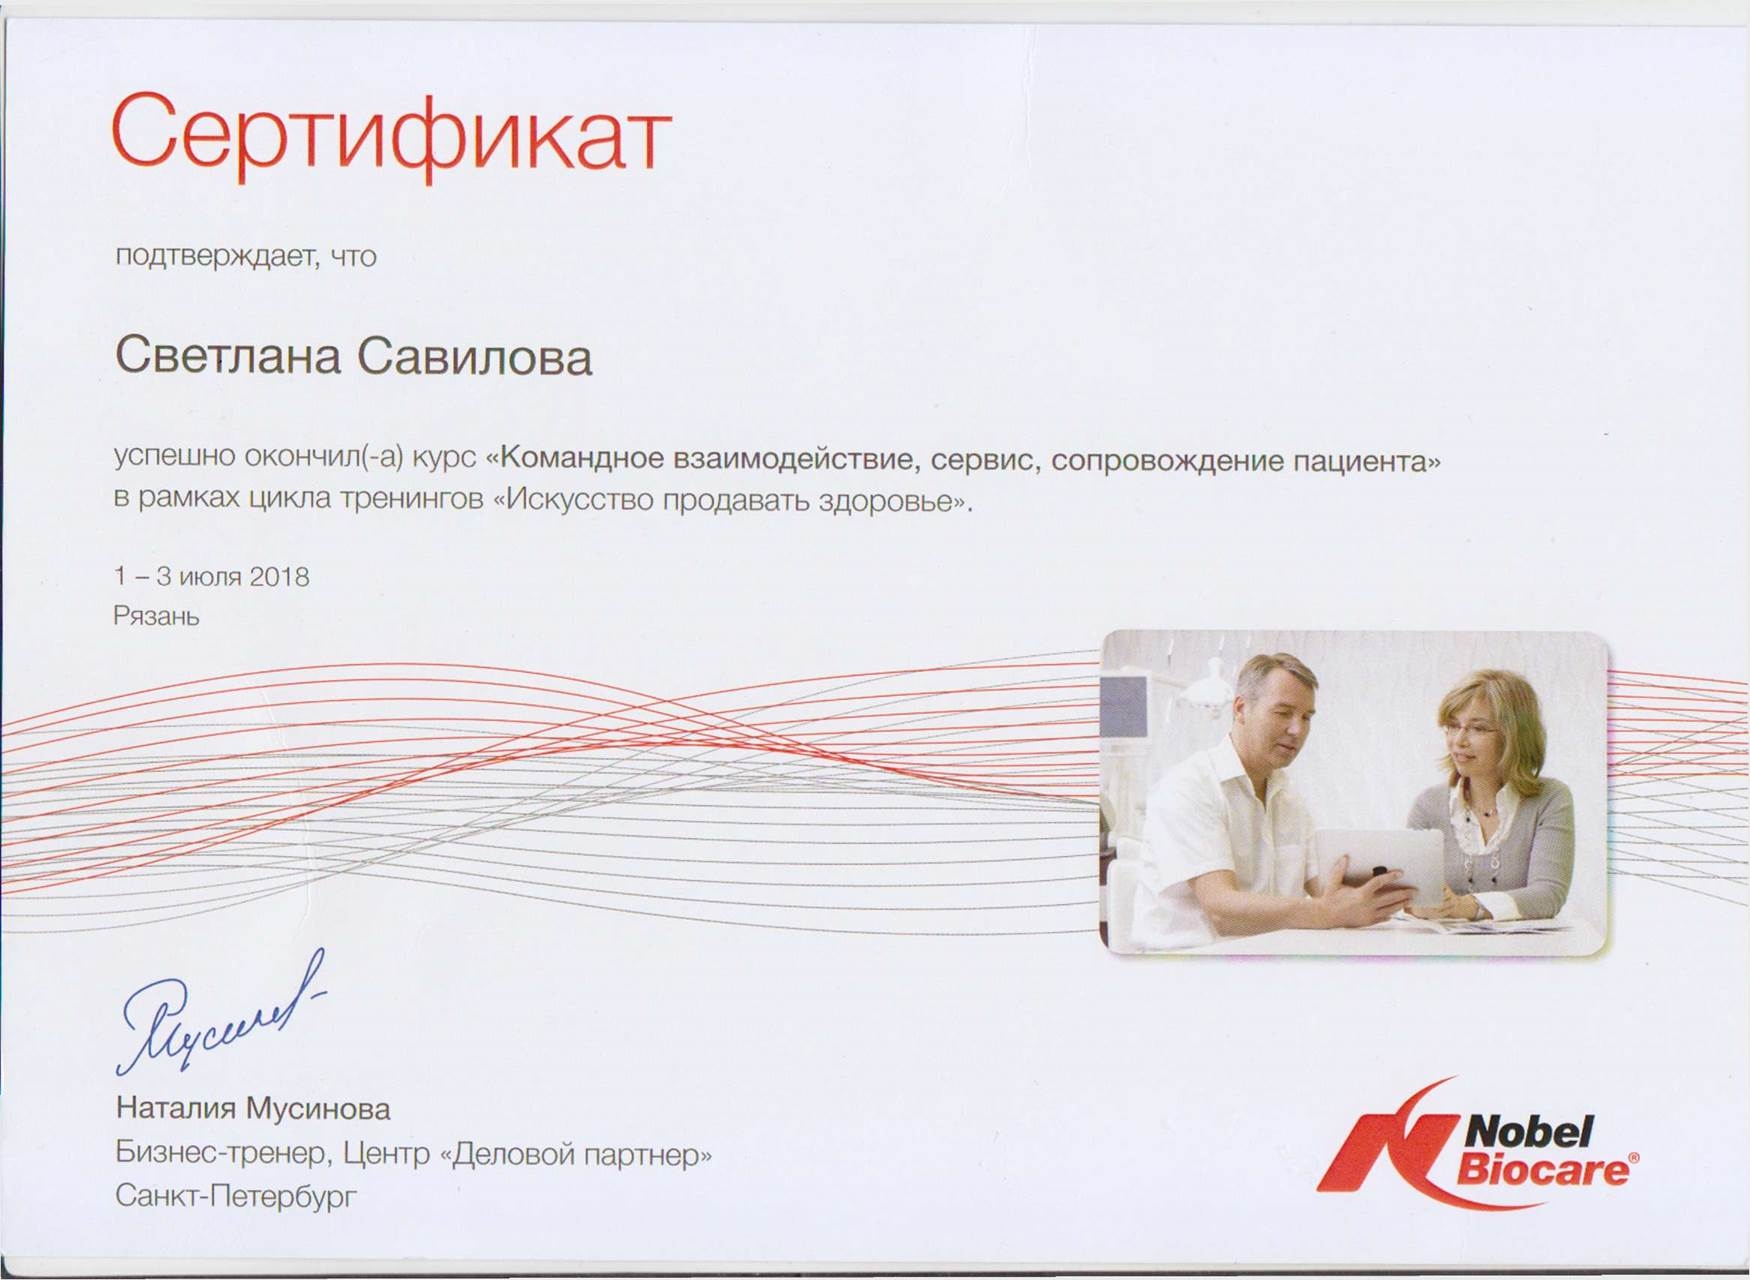 Сертификат
подтверждает, что
Светлана Савилова
успешно окончил(-а) курс «Командное взаимодействие, сервис, сопровождение пациента»
в рамках цикла тренингов «Искусство продавать здоровье».
1 – 3 июля 2018
Рязань
Наталия Мусинова
Бизнес-тренер, Центр «Деловой партнер»
Санкт-Петербург
Nobel
Biocare®